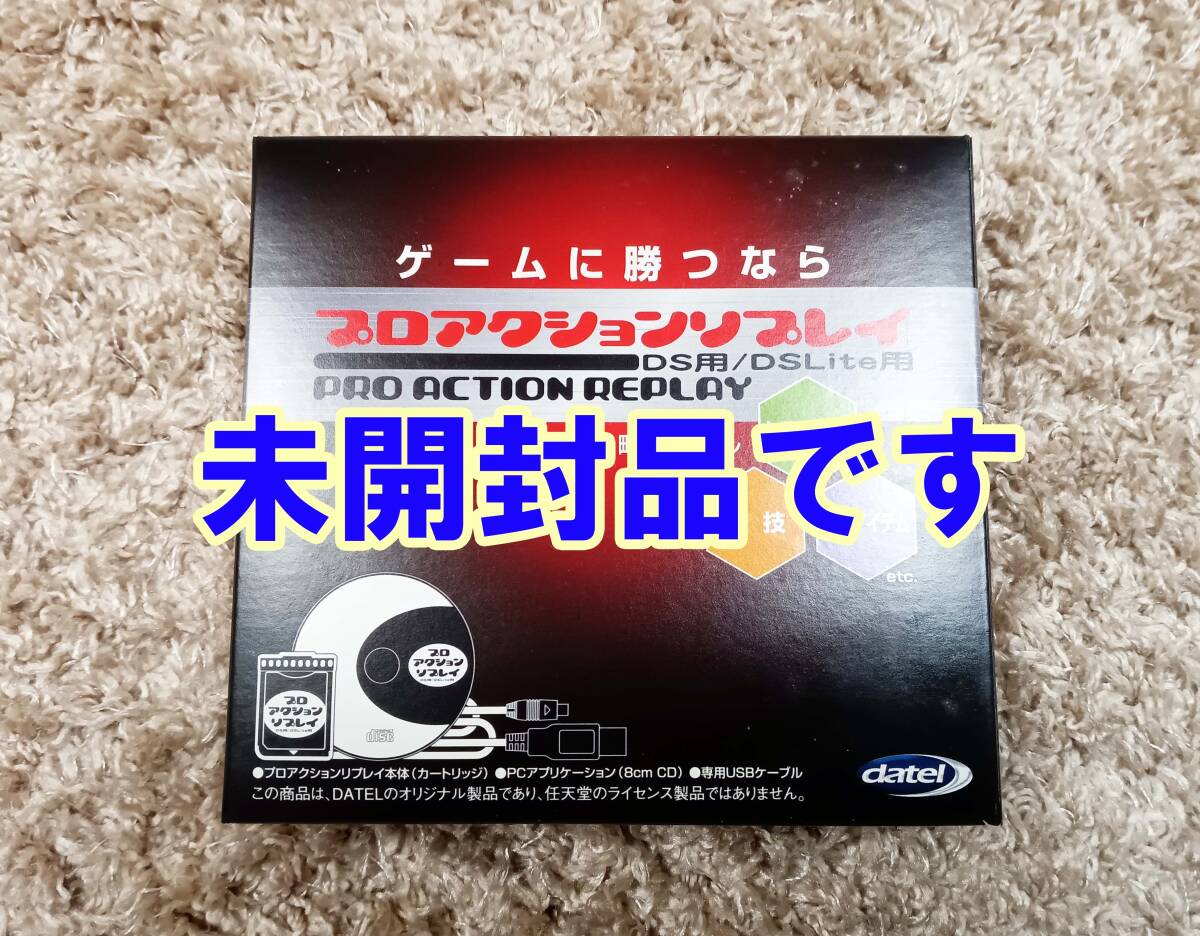 ゲームに勝つなら
プロアクションリプレイ
DS用/DSLite用
PRO ACTION REPLAY
未開封品です
技
イテム
etc.
プロ
アクション
リプレイ
プロ
アクション
リプレイ
disc
●プロアクションリプレイ本体(カートリッジ) ●PCアプリケーション(8cm CD) ●専用USBケーブル
この商品は、DATELのオリジナル製品であり、任天堂のライセンス製品ではありません。
datel